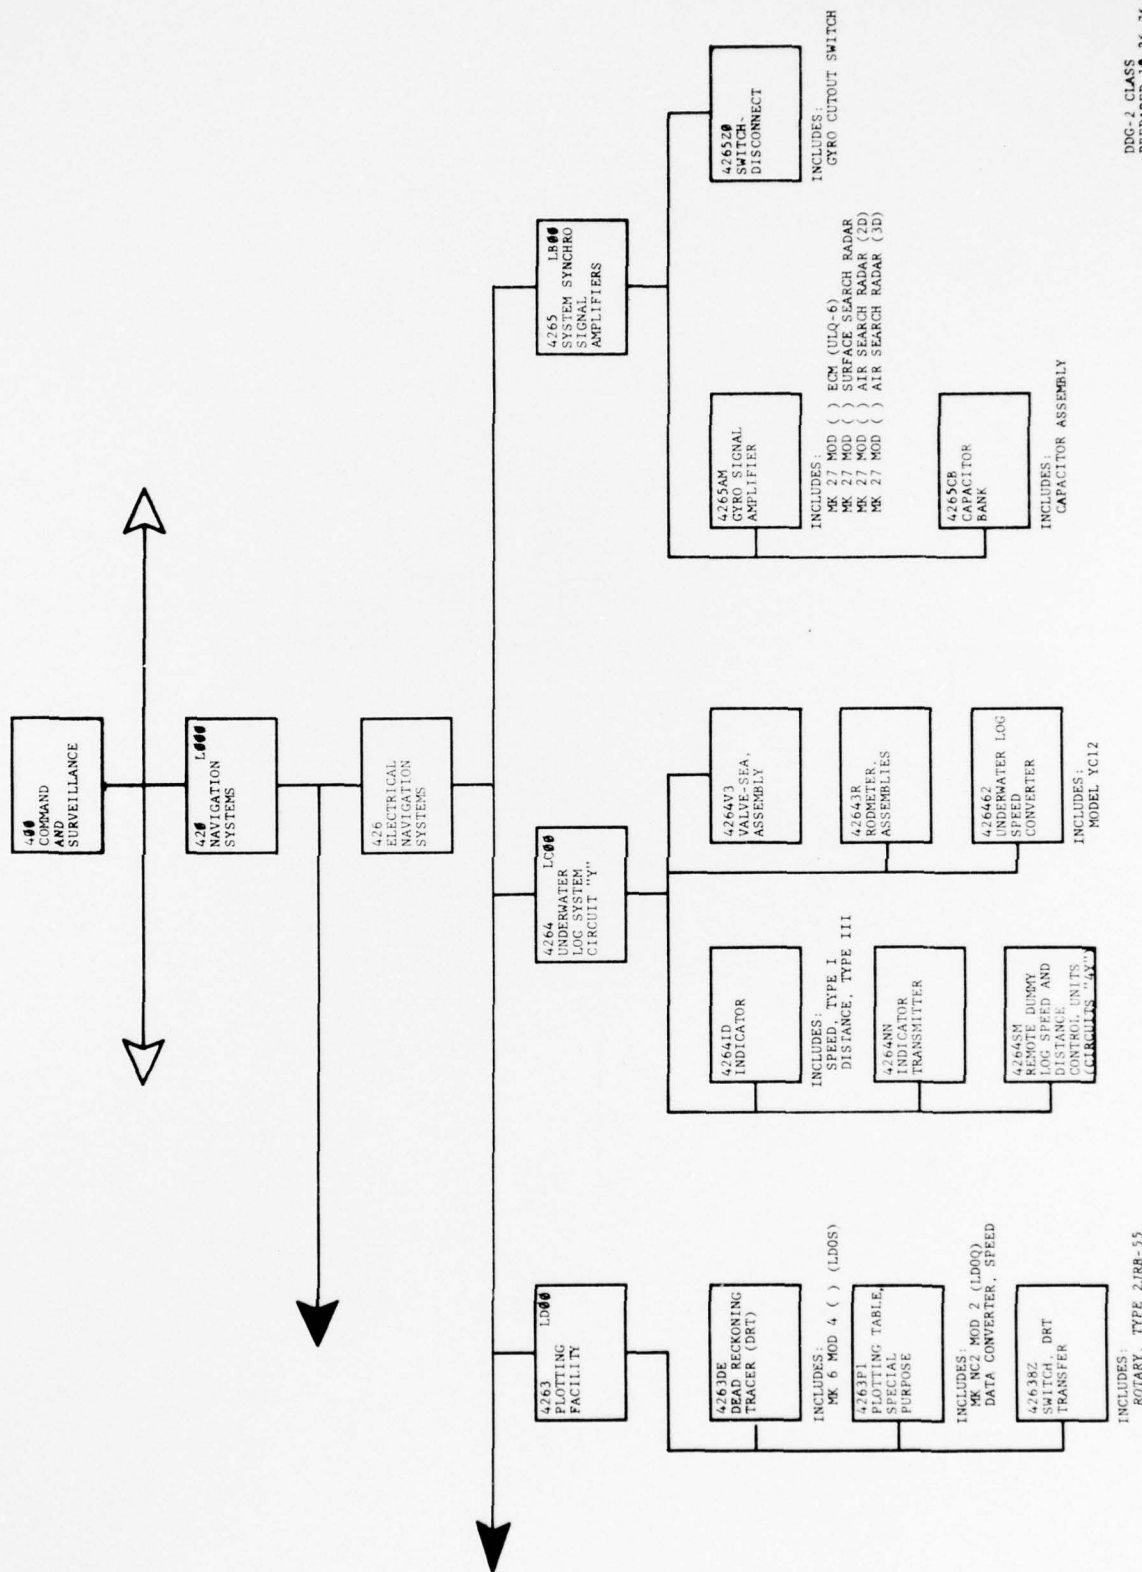 400
COMMAND
AND
SURVEILLANCE
420 L000
NAVIGATION
SYSTEMS
426
ELECTRICAL
NAVIGATION
SYSTEMS
4263 LD00
PLOTTING
FACILITY
4263DE
DEAD RECKONING
TRACER (DRT)
INCLUDES:
MK 6 MOD 4 ( ) (LDOS)
4263P1
PLOTTING TABLE,
SPECIAL
PURPOSE
INCLUDES:
MK NC2 MOD 2 (LDOQ)
DATA CONVERTER, SPEED
42638Z
SWITCH, DRT
TRANSFER
INCLUDES:
ROTARY, TYPE 2JRB-55
4264 LC00
UNDERWATER
LOG SYSTEM
CIRCUIT "Y"
4264ID
INDICATOR
INCLUDES:
SPEED, TYPE I
DISTANCE, TYPE III
4264NN
INDICATOR
TRANSMITTER
4264SM
REMOTE DUMMY
LOG SPEED AND
DISTANCE
CONTROL UNITS
(CIRCUITS "4Y")
4264V3
VALVE-SEA,
ASSEMBLY
42643R
RODMETER,
ASSEMBLIES
426462
UNDERWATER LOG
SPEED
CONVERTER
INCLUDES:
MODEL YC12
4265 LB00
SYSTEM SYNCHRO
SIGNAL
AMPLIFIERS
4265AM
GYRO SIGNAL
AMPLIFIER
INCLUDES:
MK 27 MOD ( ) ECM (ULQ-6)
MK 27 MOD ( ) SURFACE SEARCH RADAR
MK 27 MOD ( ) AIR SEARCH RADAR (2D)
MK 27 MOD ( ) AIR SEARCH RADAR (3D)
4265CB
CAPACITOR
BANK
INCLUDES:
CAPACITOR ASSEMBLY
4265Z0
SWITCH-
DISCONNECT
INCLUDES:
GYRO CUTOUT SWITCH
DDG-2 CLASS